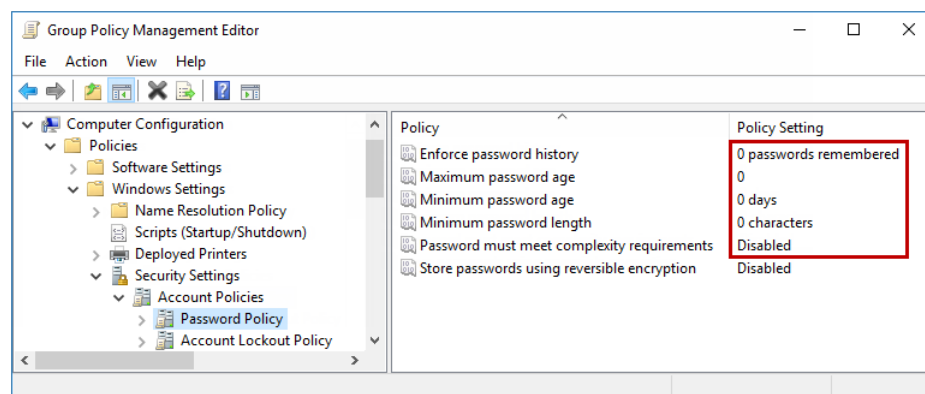 Group Policy Management Editor
File Action View Help
Computer Configuration
Policies
Software Settings
Windows Settings
Name Resolution Policy
Scripts (Startup/Shutdown)
Deployed Printers
Security Settings
Account Policies
Password Policy
Account Lockout Policy
Policy Policy Setting
Enforce password history 0 passwords remembered
Maximum password age 0
Minimum password age 0 days
Minimum password length 0 characters
Password must meet complexity requirements Disabled
Store passwords using reversible encryption Disabled